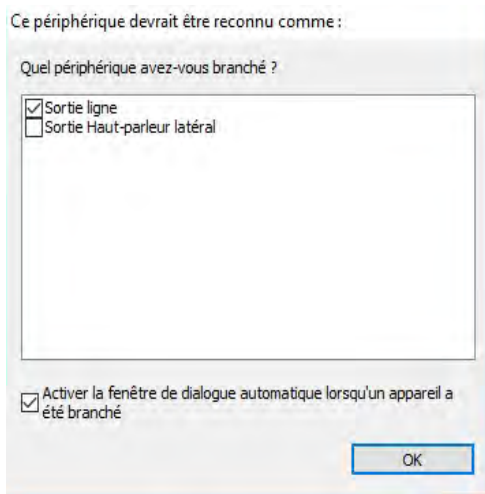 Ce périphérique devrait être reconnu comme :
Quel périphérique avez-vous branché ?
Sortie ligne
Sortie Haut-parleur latéral
Activer la fenêtre de dialogue automatique lorsqu'un appareil a
été branché
OK